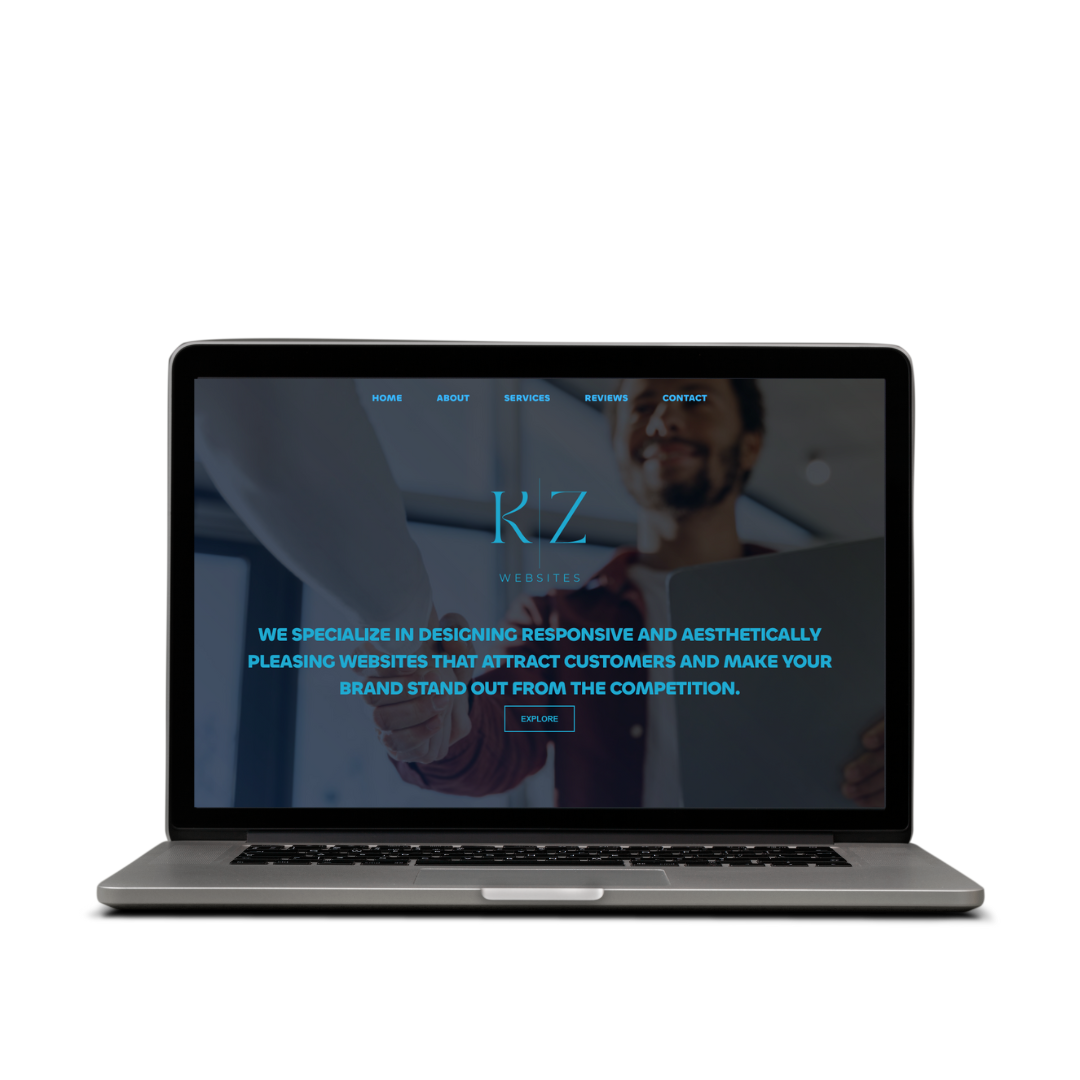 HOME ABOUT SERVICES REVIEWS CONTACT
K Z
WEBSITES
WE SPECIALIZE IN DESIGNING RESPONSIVE AND AESTHETICALLY
PLEASING WEBSITES THAT ATTRACT CUSTOMERS AND MAKE YOUR
BRAND STAND OUT FROM THE COMPETITION.
EXPLORE